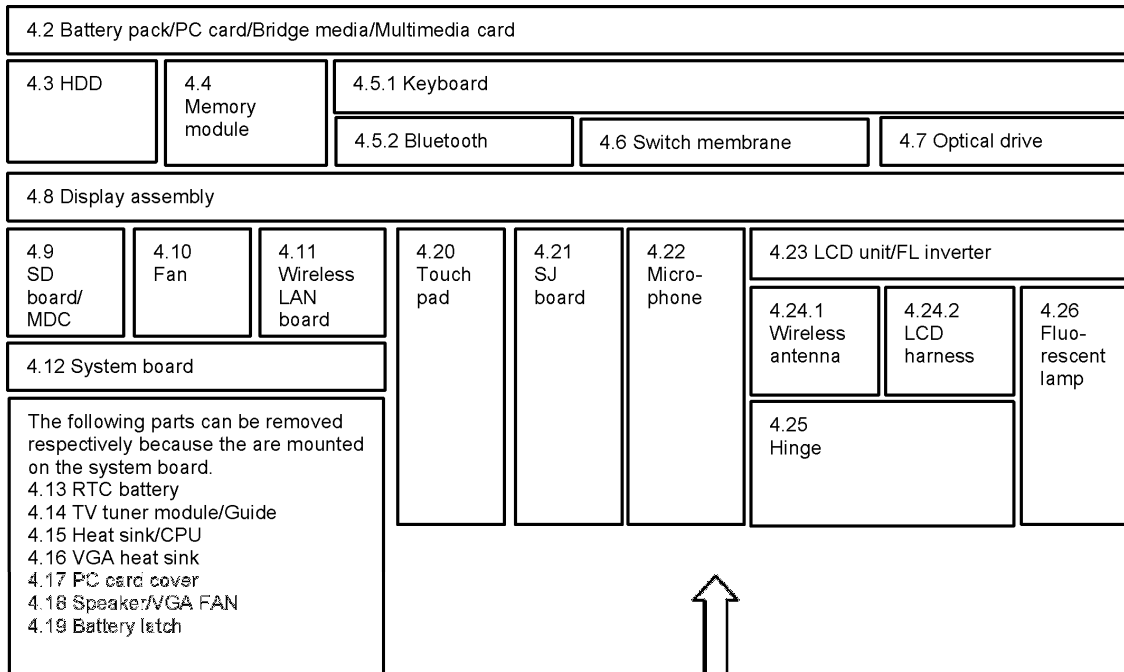 4.2 Battery pack/PC card/Bridge media/Multimedia card
4.3 HDD
4.4
Memory
module
4.5.1 Keyboard
4.5.2 Bluetooth
4.6 Switch membrane
4.7 Optical drive
4.8 Display assembly
4.9
SD
board/
MDC
4.10
Fan
4.11
Wireless
LAN
board
4.12 System board
The following parts can be removed
respectively because the are mounted
on the system board.
4.13 RTC battery
4.14 TV tuner module/Guide
4.15 Heat sink/CPU
4.16 VGA heat sink
4.17 PC card cover
4.18 Speaker/VGA FAN
4.19 Battery latch
4.20
Touch
pad
4.21
SJ
board
4.22
Micro-
phone
4.23 LCD unit/FL inverter
4.24.1
Wireless
antenna
4.24.2
LCD
harness
4.25
Hinge
4.26
Fluo-
rescent
lamp